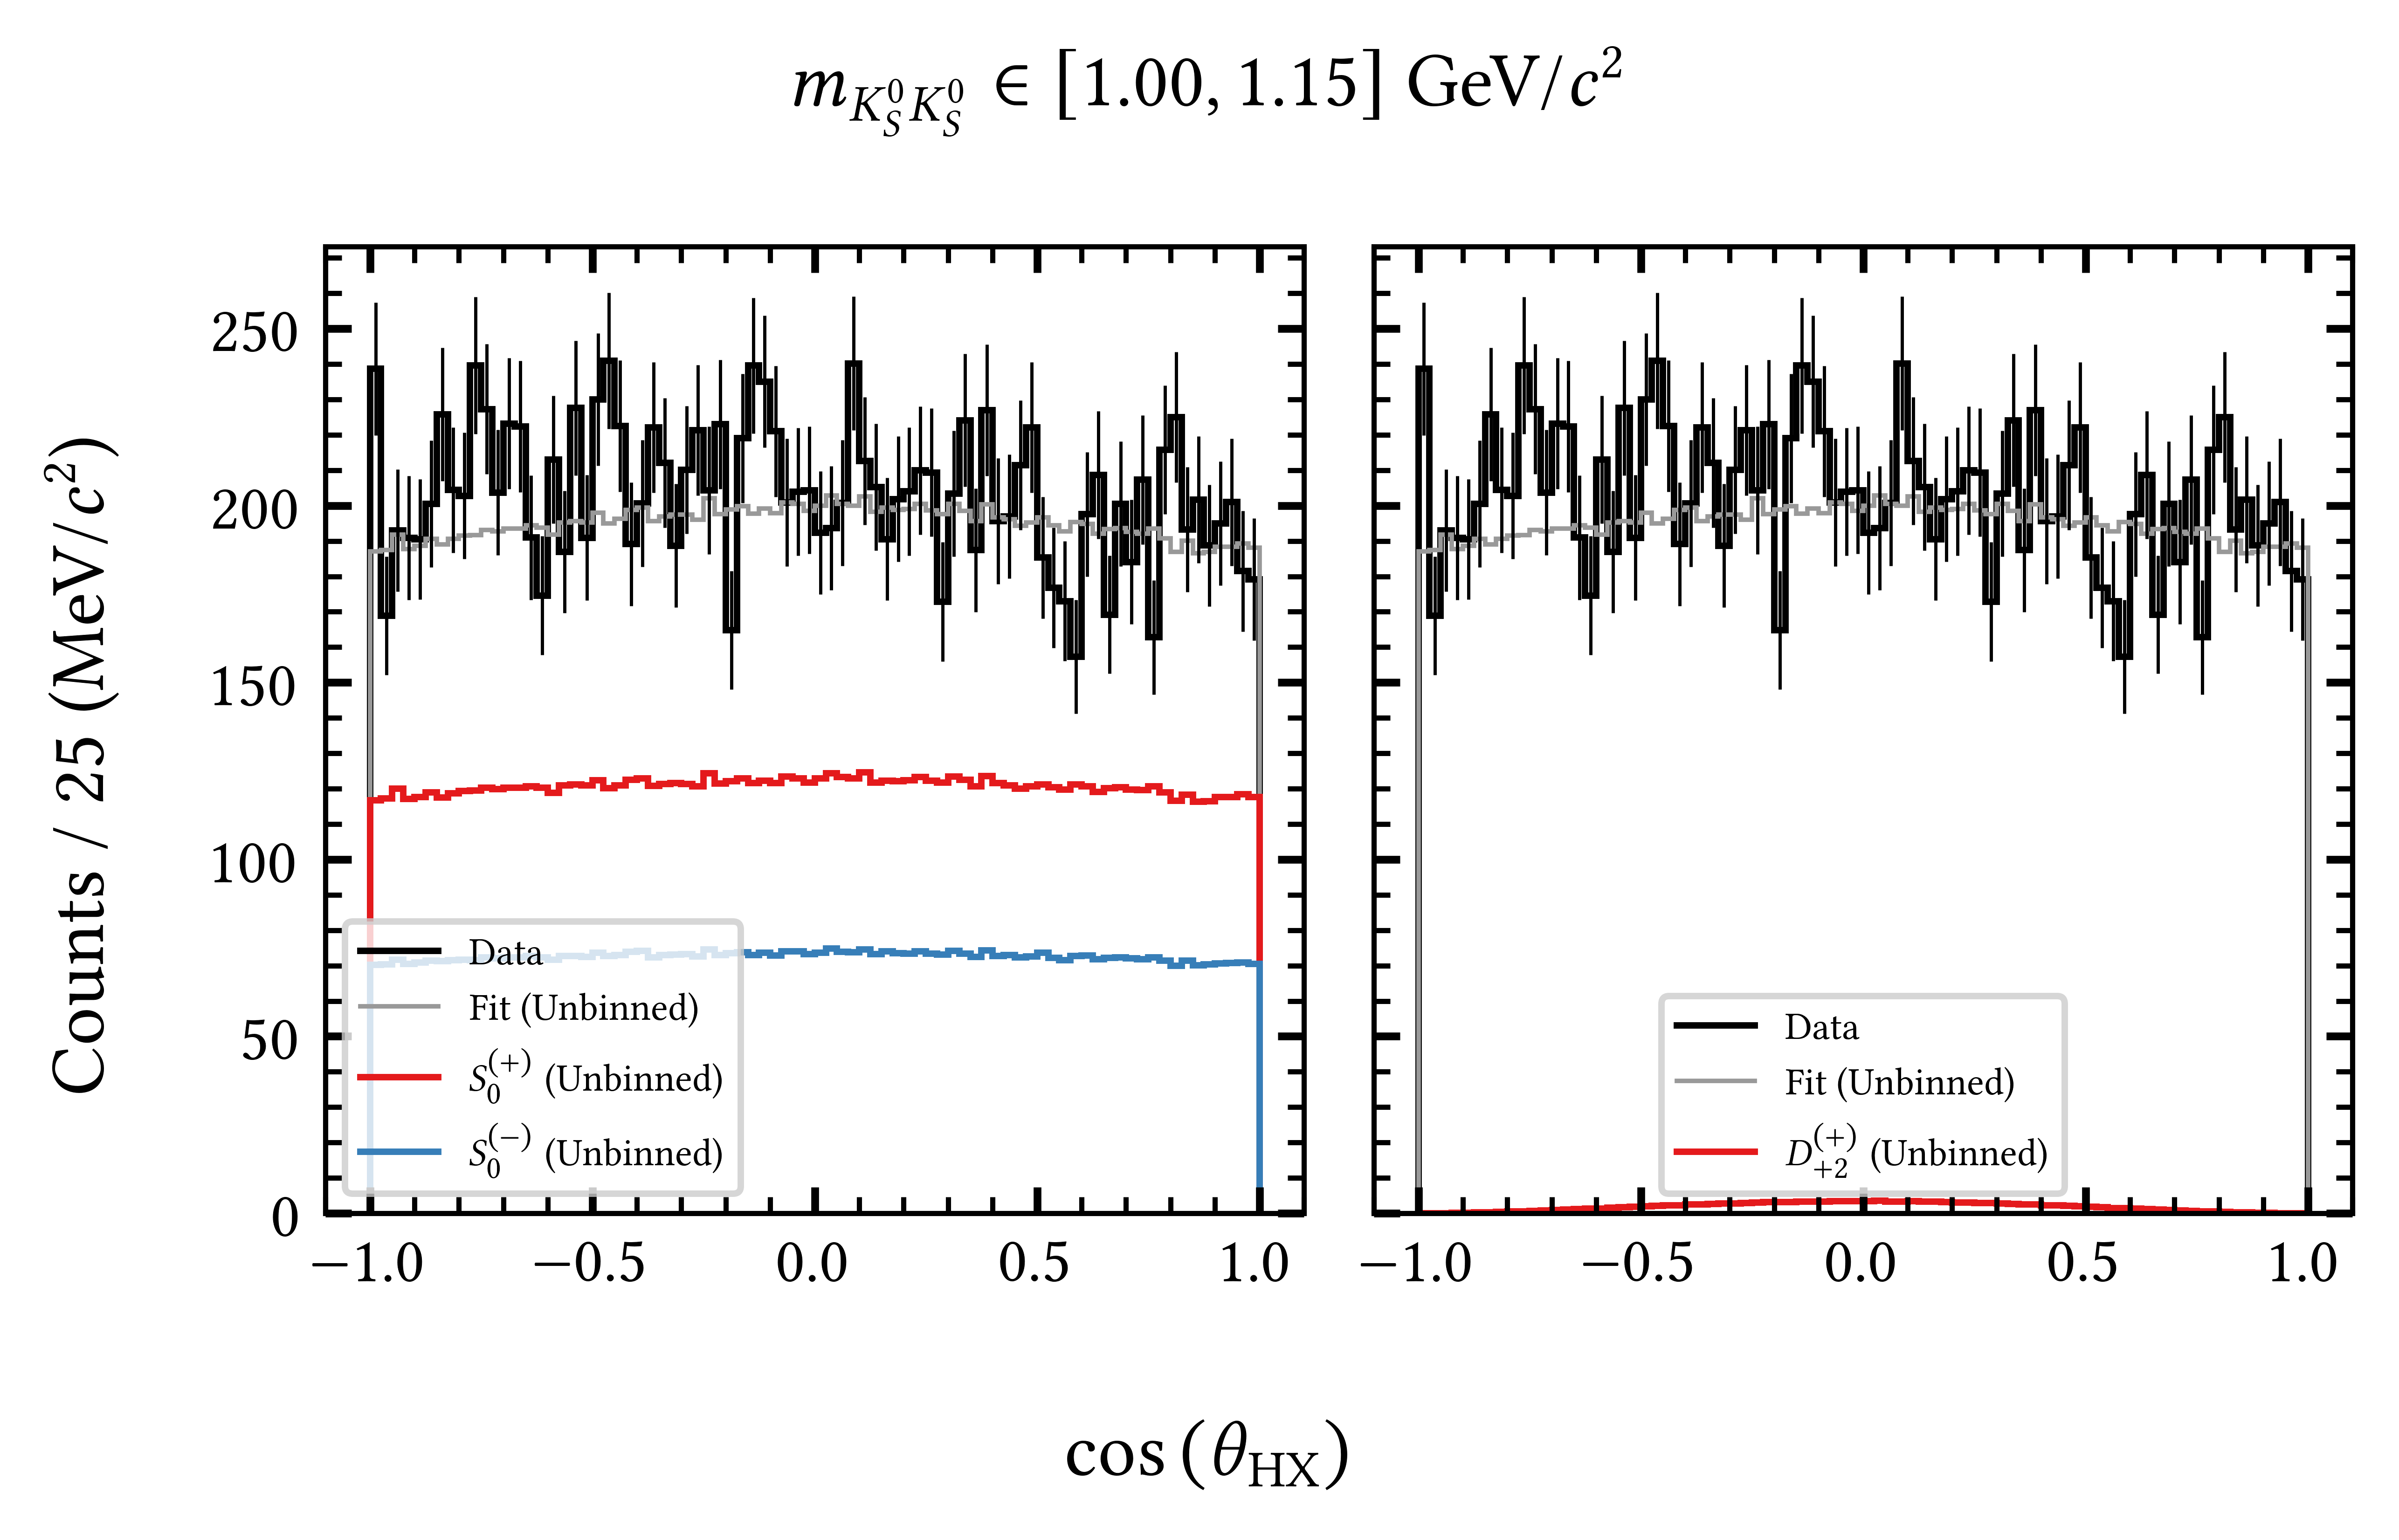 m_{K_S^0 K_S^0} ∈ [1.00, 1.15] GeV/c²
Counts / 25 (MeV/c²)
250
200
150
100
50
0
Data
Fit (Unbinned)
S_0^{(+)} (Unbinned)
S_0^{(−)} (Unbinned)
Data
Fit (Unbinned)
D_{+2}^{(+)} (Unbinned)
−1.0 −0.5 0.0 0.5 1.0
−1.0 −0.5 0.0 0.5 1.0
cos (θ_{HX})